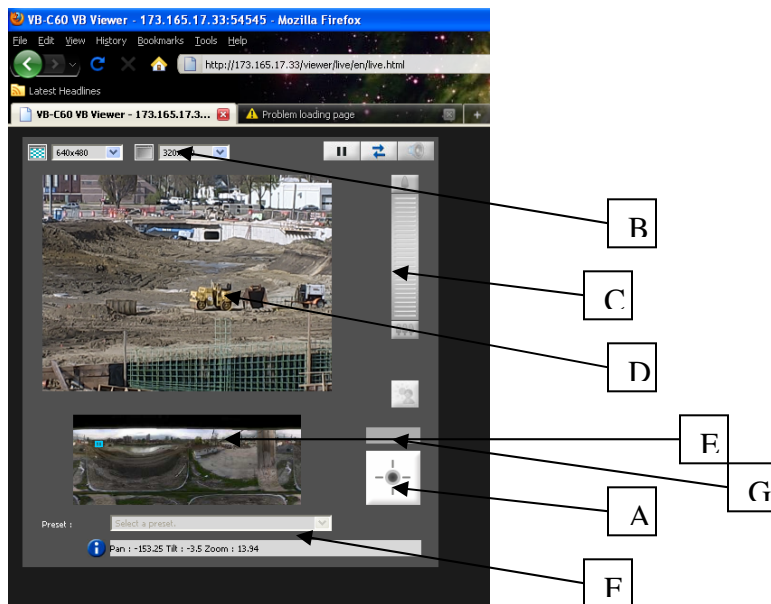 VB-C60 VB Viewer - 173.165.17.33:54545 - Mozilla Firefox
File Edit View History Bookmarks Tools Help
http://173.165.17.33/viewer/live/en/live.html
Latest Headlines
VB-C60 VB Viewer - 173.165.17.3...
Problem loading page
640x480
B
C
D
E
G
A
Preset :
Select a preset.
Pan : -153.25 Tilt : -3.5 Zoom : 13.94
F